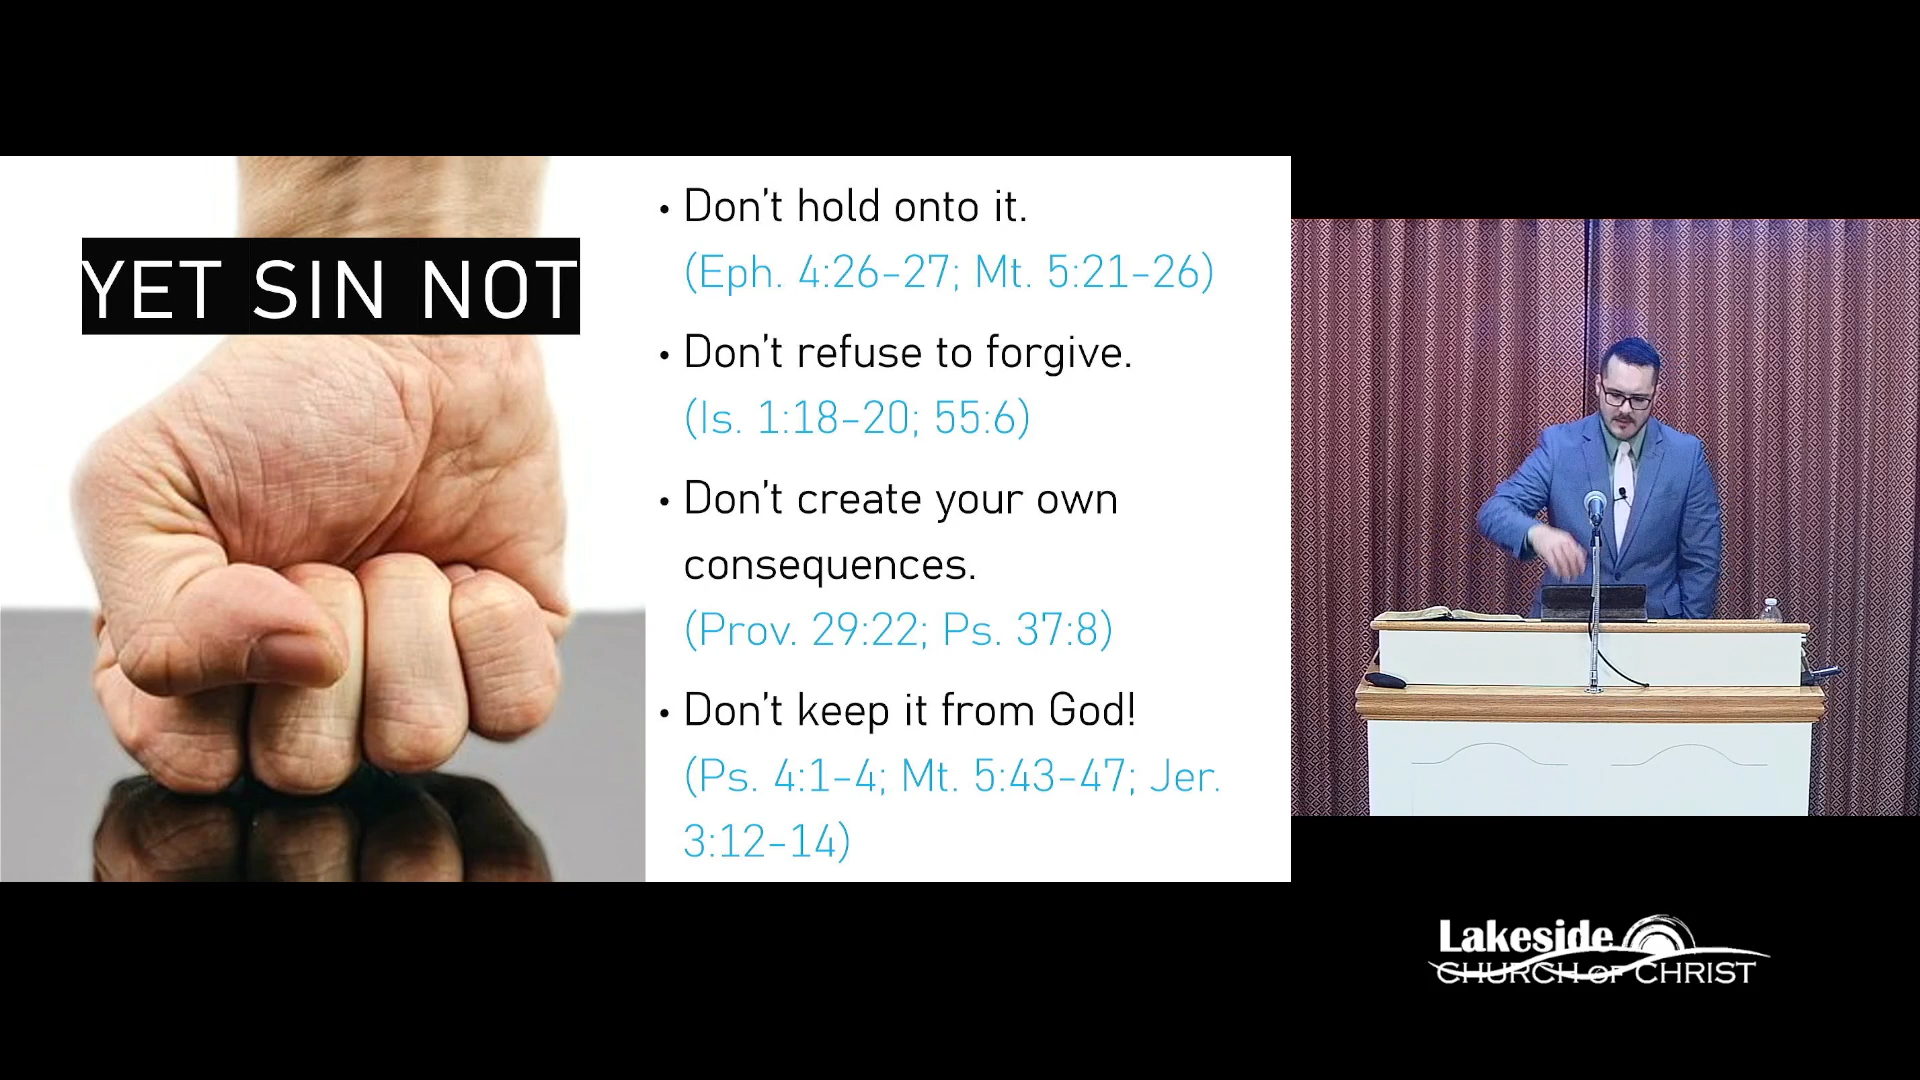 YET SIN NOT
• Don't hold onto it.
(Eph. 4:26–27; Mt. 5:21–26)
• Don't refuse to forgive.
(Is. 1:18–20; 55:6)
• Don't create your own
consequences.
(Prov. 29:22; Ps. 37:8)
• Don't keep it from God!
(Ps. 4:1–4; Mt. 5:43–47; Jer.
3:12–14)
Lakeside
CHURCH OF CHRIST